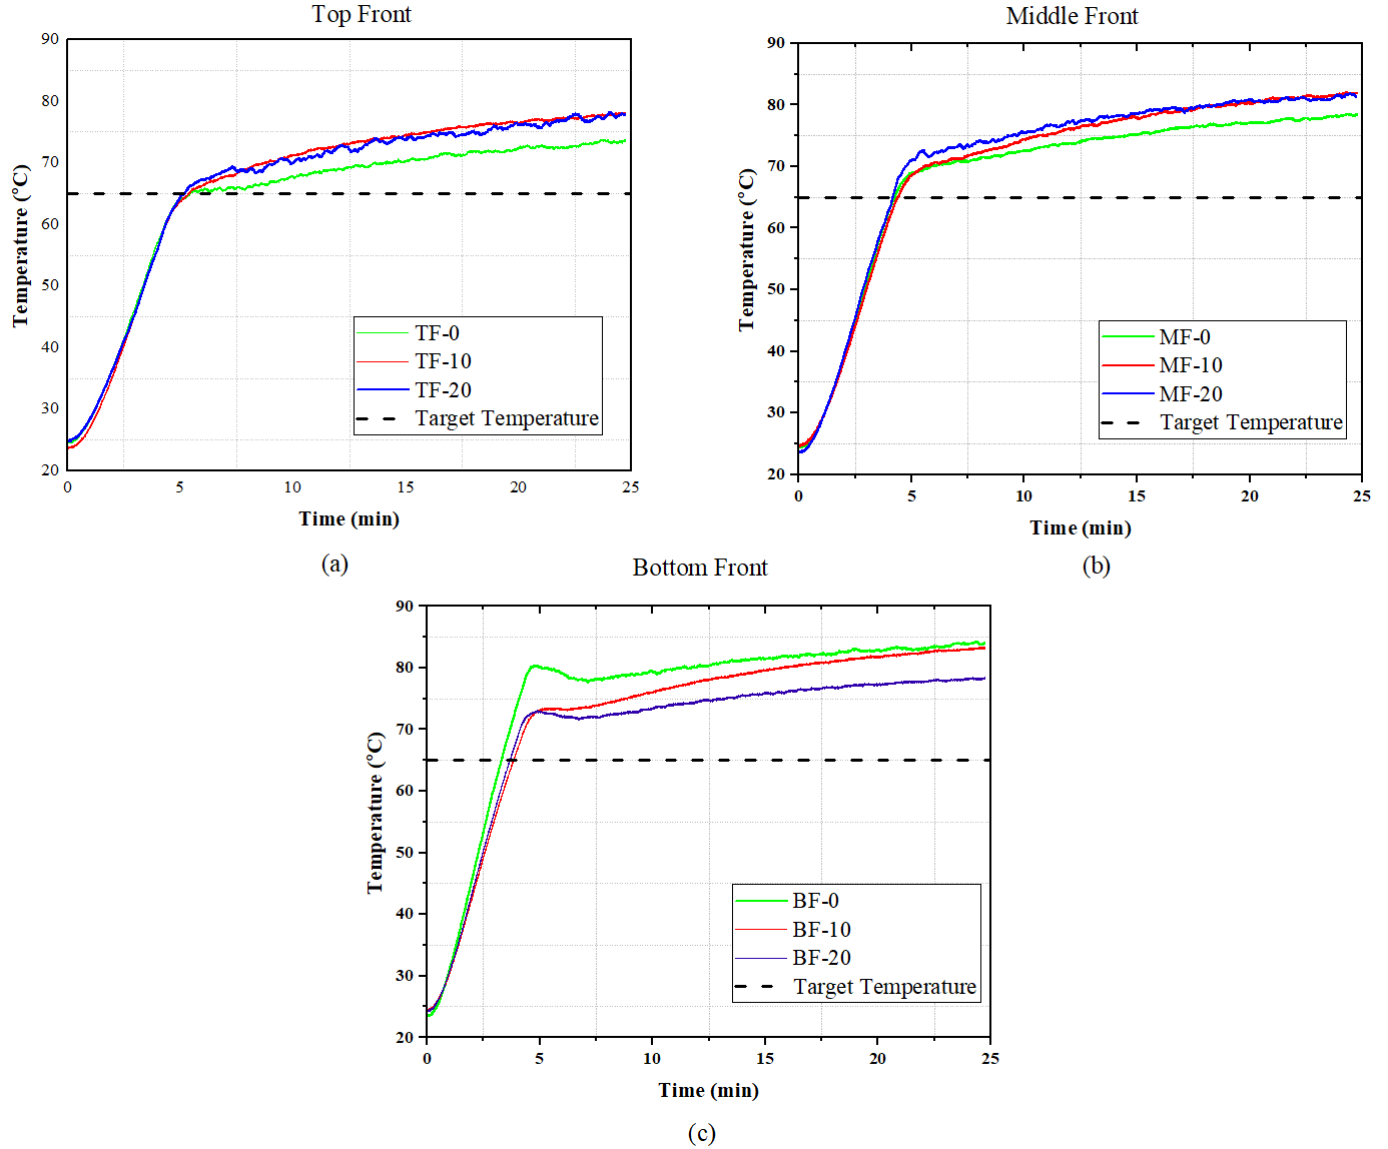 Top Front
90
80
70
60
50
40
30
20
0
5
10
15
20
25
Temperature (°C)
Time (min)
TF-0
TF-10
TF-20
Target Temperature
(a)
Middle Front
90
80
70
60
50
40
30
20
0
5
10
15
20
25
Temperature (°C)
Time (min)
MF-0
MF-10
MF-20
Target Temperature
(b)
Bottom Front
90
80
70
60
50
40
30
20
0
5
10
15
20
25
Temperature (°C)
Time (min)
BF-0
BF-10
BF-20
Target Temperature
(c)